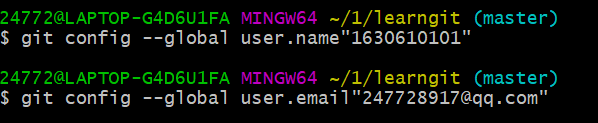 24772@LAPTOP-G4D6U1FA MINGW64 ~/1/learngit (master)
$ git config --global user.name"1630610101"
24772@LAPTOP-G4D6U1FA MINGW64 ~/1/learngit (master)
$ git config --global user.email"247728917@qq.com"